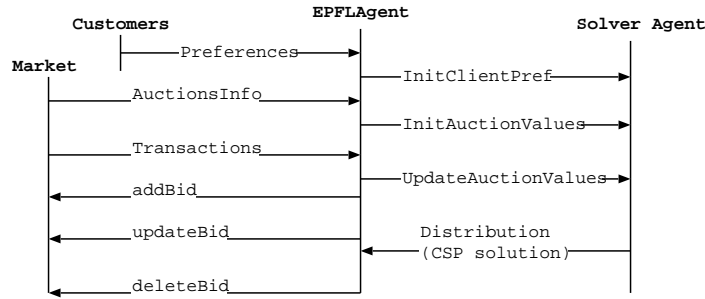 EPFLAgent
Customers
Solver Agent
Preferences
Market
InitClientPref
AuctionsInfo
InitAuctionValues
Transactions
UpdateAuctionValues
addBid
updateBid
Distribution
(CSP solution)
deleteBid